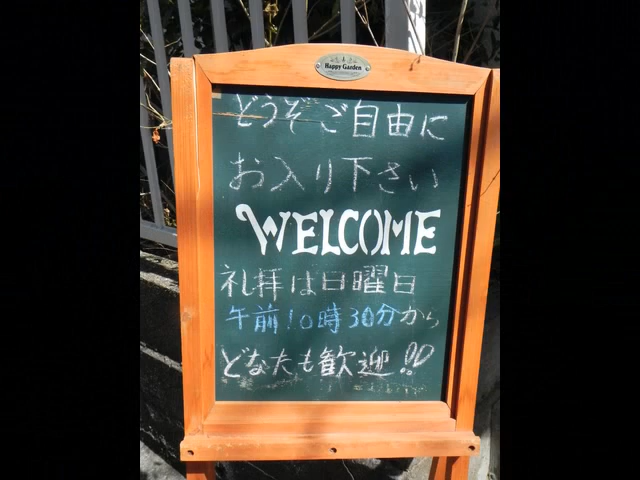 Happy Garden
どうぞご自由に
お入り下さい
WELCOME
礼拝は日曜日
午前10時30分から
どなたも歓迎!!